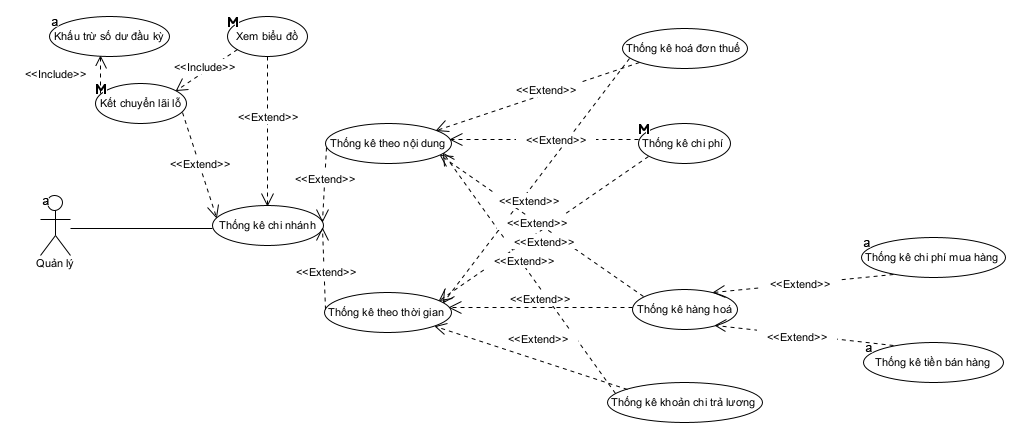 a
Khấu trừ số dư đầu kỳ
M
Xem biểu đồ
<<Include>>
<<Include>>
M
Kết chuyển lãi lỗ
<<Extend>>
<<Extend>>
a
Quản lý
Thống kê chi nhánh
<<Extend>>
<<Extend>>
Thống kê theo nội dung
Thống kê theo thời gian
<<Extend>>
<<Extend>>
<<Extend>>
<<Extend>>
<<Extend>>
<<Extend>>
<<Extend>>
<<Extend>>
Thống kê hoá đơn thuế
M
Thống kê chi phí
Thống kê hàng hoá
Thống kê khoản chi trả lương
<<Extend>>
<<Extend>>
a
Thống kê chi phí mua hàng
a
Thống kê tiền bán hàng